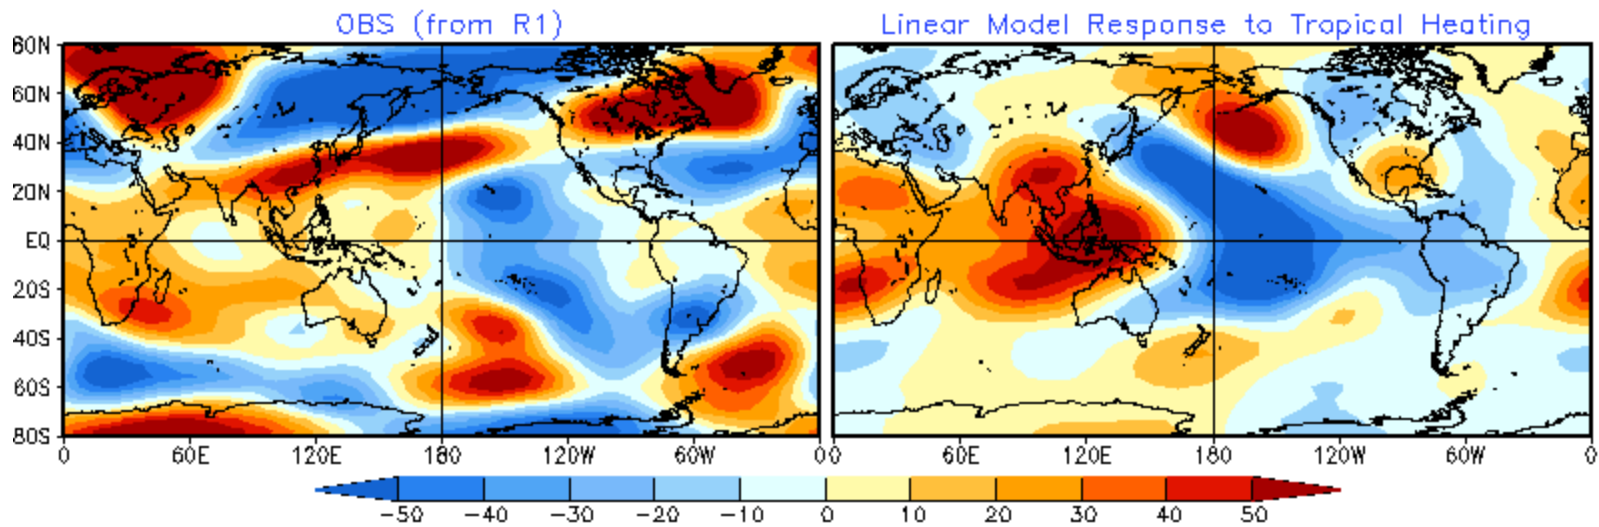 OBS (from R1)
Linear Model Response to Tropical Heating
80N
60N
40N
20N
EQ
20S
40S
60S
80S
0 60E 120E 180 120W 60W 0
0 60E 120E 180 120W 60W 0
-50 -40 -30 -20 -10 0 10 20 30 40 50